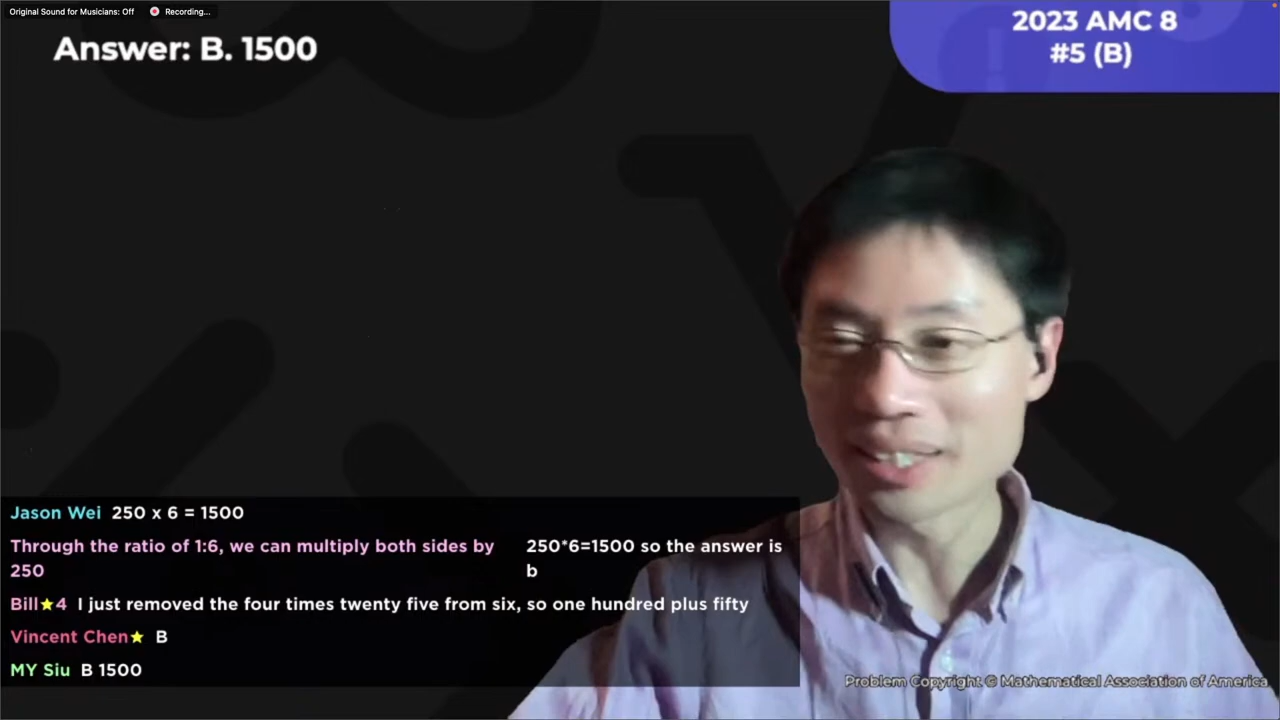 Original Sound for Musicians: Off
Recording...
Answer: B. 1500
2023 AMC 8
#5 (B)
Jason Wei 250 x 6 = 1500
Through the ratio of 1:6, we can multiply both sides by
250
250*6=1500 so the answer is
b
Bill★4 I just removed the four times twenty five from six, so one hundred plus fifty
Vincent Chen★ B
MY Siu B 1500
Problem Copyright © Mathematical Association of America